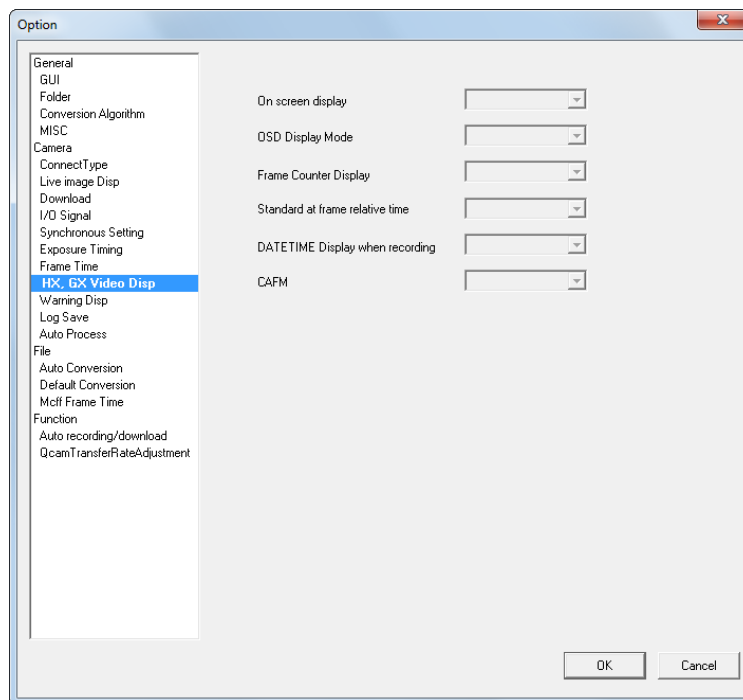 Option
General
GUI
Folder
Conversion Algorithm
MISC
Camera
ConnectType
Live image Disp
Download
I/O Signal
Synchronous Setting
Exposure Timing
Frame Time
HX, GX Video Disp
Warning Disp
Log Save
Auto Process
File
Auto Conversion
Default Conversion
Mcff Frame Time
Function
Auto recording/download
QcamTransferRateAdjustment
On screen display
OSD Display Mode
Frame Counter Display
Standard at frame relative time
DATETIME Display when recording
CAFM
OK
Cancel